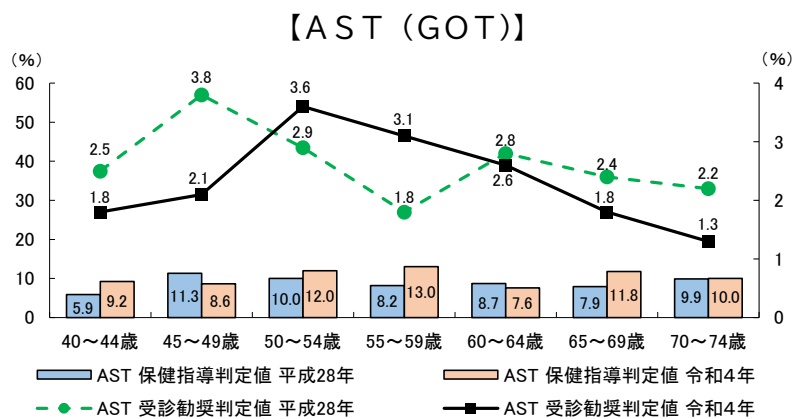 【AST (GOT)】
(%) (%)
60 50 40 30 20 10 0
4 3 2 1 0
2.5 3.8 2.9 1.8 2.8 2.4 2.2
1.8 2.1 3.6 3.1 2.6 1.8 1.3
5.9 9.2 11.3 8.6 10.0 12.0 8.2 13.0 8.7 7.6 7.9 11.8 9.9 10.0
40～44歳 45～49歳 50～54歳 55～59歳 60～64歳 65～69歳 70～74歳
AST 保健指導判定値 平成28年 AST 保健指導判定値 令和4年
AST 受診勧奨判定値 平成28年 AST 受診勧奨判定値 令和4年